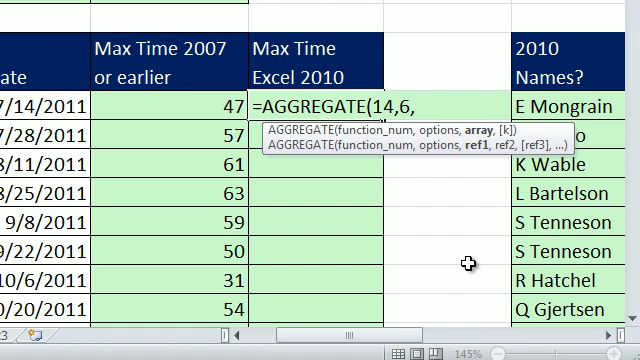 ate Max Time 2007 or earlier Max Time Excel 2010 2010 Names?
7/14/2011 47 =AGGREGATE(14,6, E Mongrain
AGGREGATE(function_num, options, array, [k])
AGGREGATE(function_num, options, ref1, ref2, [ref3], ...)
7/28/2011 57 o
8/11/2011 61 K Wable
8/25/2011 63 L Bartelson
9/8/2011 59 S Tenneson
9/22/2011 50 S Tenneson
10/6/2011 31 R Hatchel
0/20/2011 54 Q Gjertsen
c3
145%